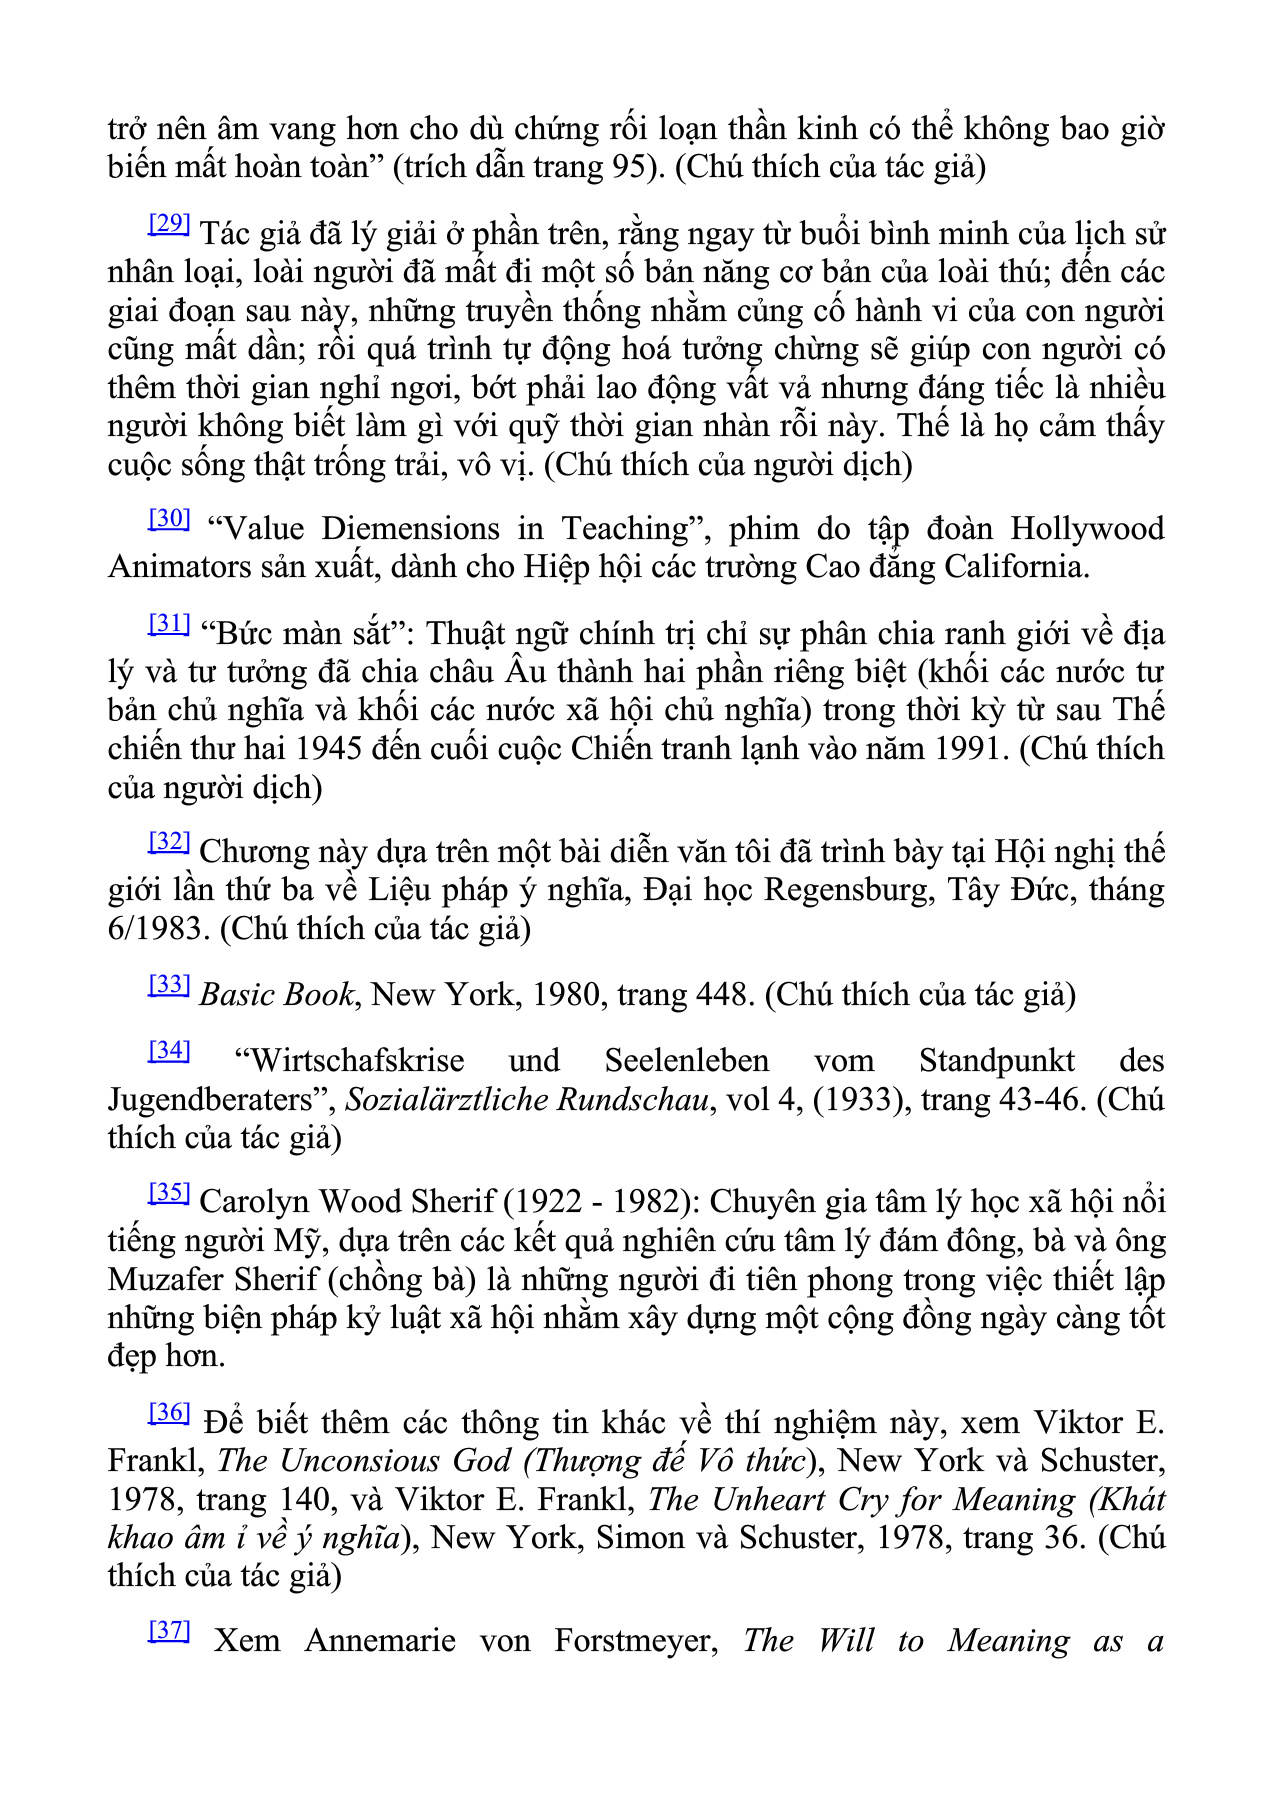 trở nên âm vang hơn cho dù chứng rối loạn thần kinh có thể không bao giờ
biến mất hoàn toàn” (trích dẫn trang 95). (Chú thích của tác giả)
[29] Tác giả đã lý giải ở phần trên, rằng ngay từ buổi bình minh của lịch sử
nhân loại, loài người đã mất đi một số bản năng cơ bản của loài thú; đến các
giai đoạn sau này, những truyền thống nhằm củng cố hành vi của con người
cũng mất dần; rồi quá trình tự động hoá tưởng chừng sẽ giúp con người có
thêm thời gian nghỉ ngơi, bớt phải lao động vất vả nhưng đáng tiếc là nhiều
người không biết làm gì với quỹ thời gian nhàn rỗi này. Thế là họ cảm thấy
cuộc sống thật trống trải, vô vị. (Chú thích của người dịch)
[30] “Value Diemensions in Teaching”, phim do tập đoàn Hollywood
Animators sản xuất, dành cho Hiệp hội các trường Cao đẳng California.
[31] “Bức màn sắt”: Thuật ngữ chính trị chỉ sự phân chia ranh giới về địa
lý và tư tưởng đã chia châu Âu thành hai phần riêng biệt (khối các nước tư
bản chủ nghĩa và khối các nước xã hội chủ nghĩa) trong thời kỳ từ sau Thế
chiến thư hai 1945 đến cuối cuộc Chiến tranh lạnh vào năm 1991. (Chú thích
của người dịch)
[32] Chương này dựa trên một bài diễn văn tôi đã trình bày tại Hội nghị thế
giới lần thứ ba về Liệu pháp ý nghĩa, Đại học Regensburg, Tây Đức, tháng
6/1983. (Chú thích của tác giả)
[33] Basic Book, New York, 1980, trang 448. (Chú thích của tác giả)
[34] “Wirtschafskrise und Seelenleben vom Standpunkt des
Jugendberaters”, Sozialärztliche Rundschau, vol 4, (1933), trang 43-46. (Chú
thích của tác giả)
[35] Carolyn Wood Sherif (1922 - 1982): Chuyên gia tâm lý học xã hội nổi
tiếng người Mỹ, dựa trên các kết quả nghiên cứu tâm lý đám đông, bà và ông
Muzafer Sherif (chồng bà) là những người đi tiên phong trong việc thiết lập
những biện pháp kỷ luật xã hội nhằm xây dựng một cộng đồng ngày càng tốt
đẹp hơn.
[36] Để biết thêm các thông tin khác về thí nghiệm này, xem Viktor E.
Frankl, The Unconsious God (Thượng đế Vô thức), New York và Schuster,
1978, trang 140, và Viktor E. Frankl, The Unheart Cry for Meaning (Khát
khao âm ỉ về ý nghĩa), New York, Simon và Schuster, 1978, trang 36. (Chú
thích của tác giả)
[37] Xem Annemarie von Forstmeyer, The Will to Meaning as a